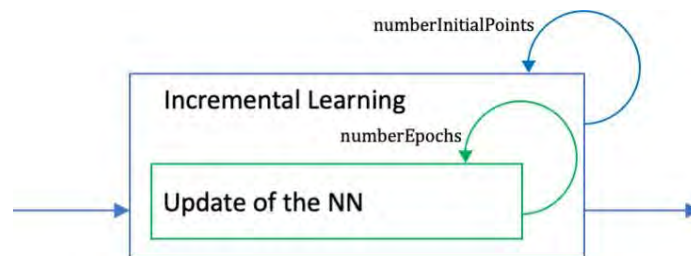 numberInitialPoints
Incremental Learning
numberEpochs
Update of the NN